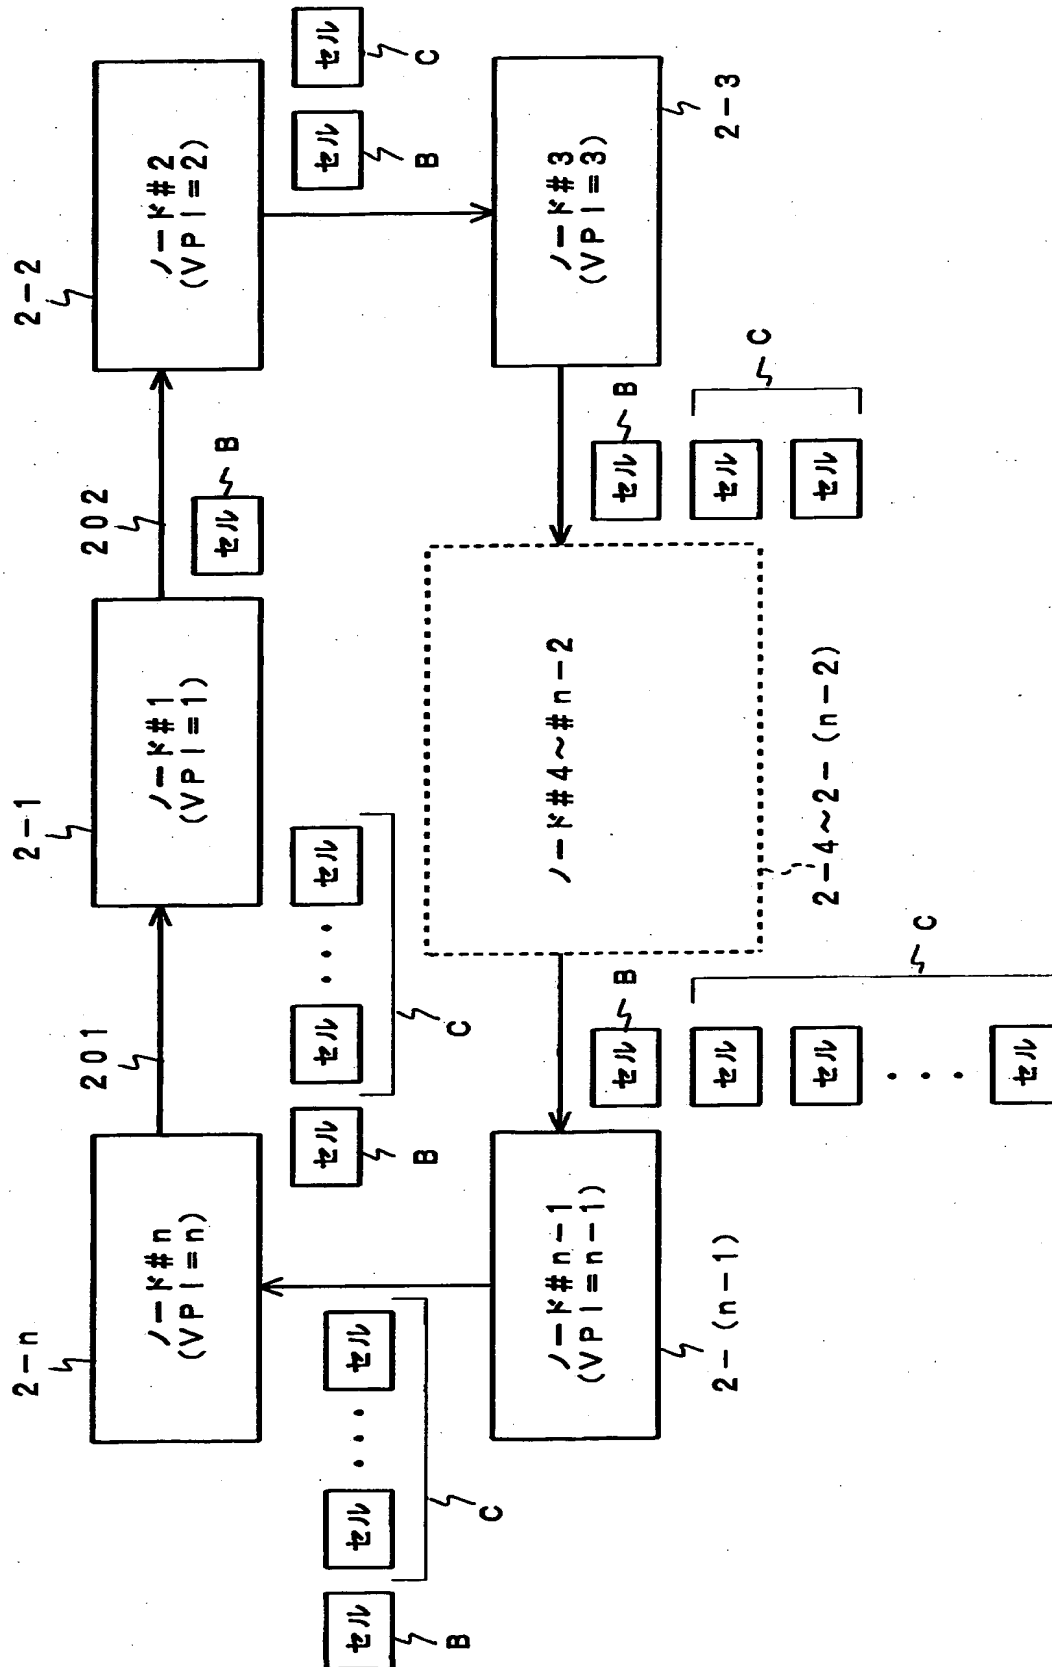 2-n
ノード#n
(VPI=n)
201
2-1
ノード#1
(VPI=1)
202
セル
B
2-2
ノード#2
(VPI=2)
セル
B
セル
C
セル
B
セル
・・・
セル
C
セル
B
セル
・・・
セル
C
ノード#n-1
(VPI=n-1)
2-(n-1)
セル
B
セル
セル
・・・
セル
C
ノード#4~#n-2
2-4~2-(n-2)
セル
B
セル
セル
C
ノード#3
(VPI=3)
2-3